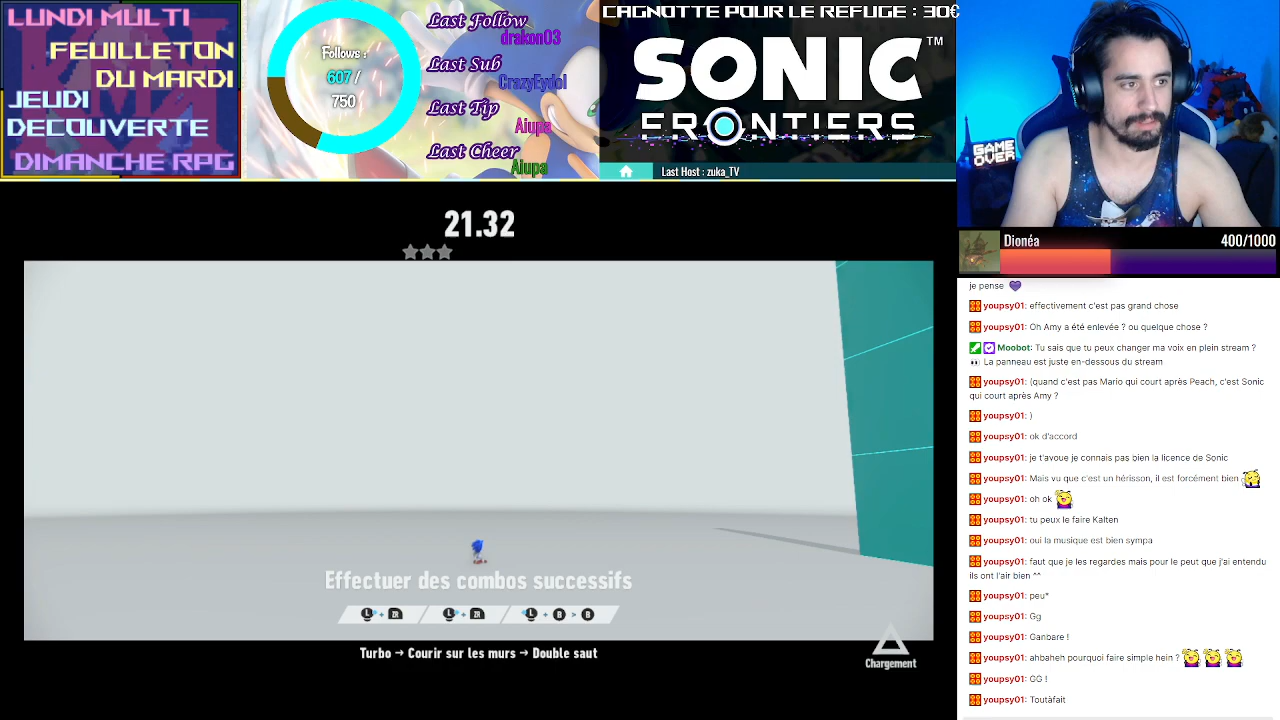 LUNDI MULTI
FEUILLETON
DU MARDI
JEUDI
DECOUVERTE
DIMANCHE RPG
Follows :
607 /
750
Last Follow
drakon03
Last Sub
CrazyEydol
Last Tip
Aiupa
Last Cheer
Aiupa
CAGNOTTE POUR LE REFUGE : 30€
SONIC™
FRONTIERS
Last Host : zuka_TV
GAME
OVER
Dionéa 400/1000
21.32
Effectuer des combos successifs
L + ZR L + ZR L + B > B
Turbo → Courir sur les murs → Double saut
Chargement
je pense 💜
youpsy01: effectivement c'est pas grand chose
youpsy01: Oh Amy a été enlevée ? ou quelque chose ?
Moobot: Tu sais que tu peux changer ma voix en plein stream ?
👀 La panneau est juste en-dessous du stream
youpsy01: (quand c'est pas Mario qui court après Peach, c'est Sonic
qui court après Amy ?
youpsy01: )
youpsy01: ok d'accord
youpsy01: je t'avoue je connais pas bien la licence de Sonic
youpsy01: Mais vu que c'est un hérisson, il est forcément bien
youpsy01: oh ok
youpsy01: tu peux le faire Kalten
youpsy01: oui la musique est bien sympa
youpsy01: faut que je les regardes mais pour le peut que j'ai entendu
ils ont l'air bien ^^
youpsy01: peu*
youpsy01: Gg
youpsy01: Ganbare !
youpsy01: ahbaheh pourquoi faire simple hein ?
youpsy01: GG !
youpsy01: Toutàfait